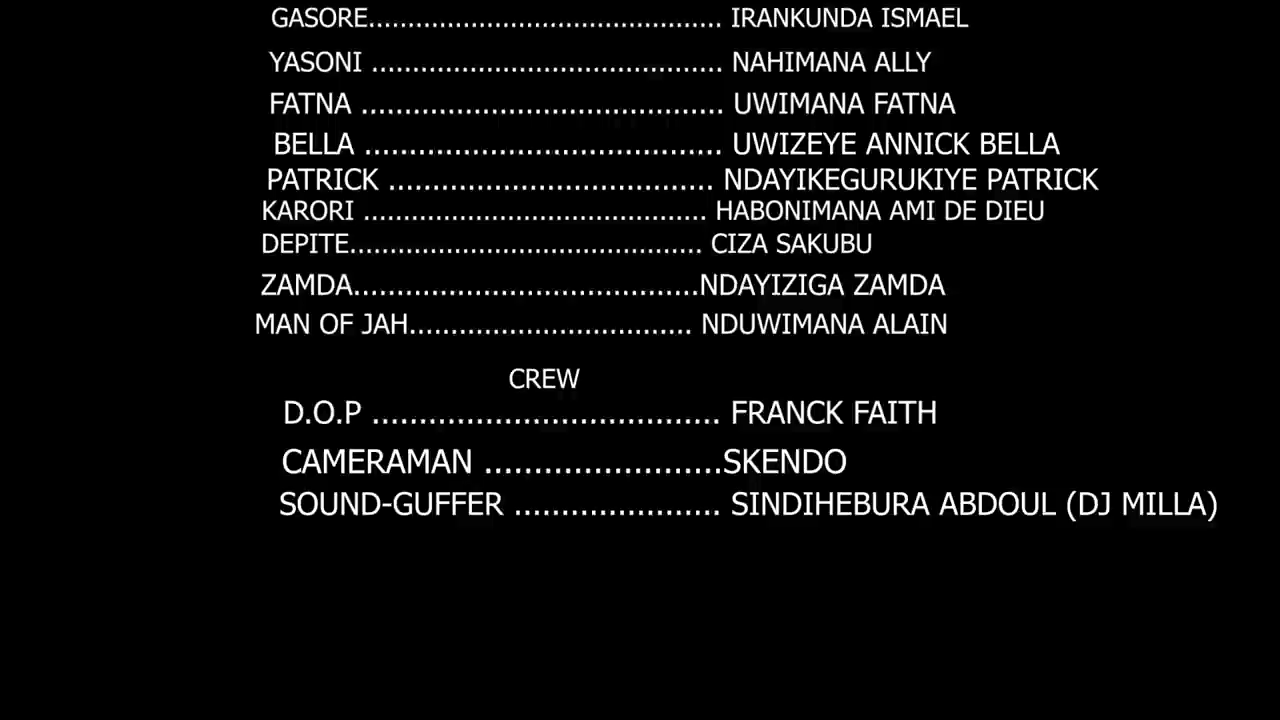 GASORE.......................................... IRANKUNDA ISMAEL
YASONI .......................................... NAHIMANA ALLY
FATNA ........................................... UWIMANA FATNA
BELLA ........................................ UWIZEYE ANNICK BELLA
PATRICK .................................... NDAYIKEGURUKIYE PATRICK
KARORI .......................................... HABONIMANA AMI DE DIEU
DEPITE........................................... CIZA SAKUBU
ZAMDA.........................................NDAYIZIGA ZAMDA
MAN OF JAH.................................. NDUWIMANA ALAIN
CREW
D.O.P ................................... FRANCK FAITH
CAMERAMAN ........................SKENDO
SOUND-GUFFER ...................... SINDIHEBURA ABDOUL (DJ MILLA)